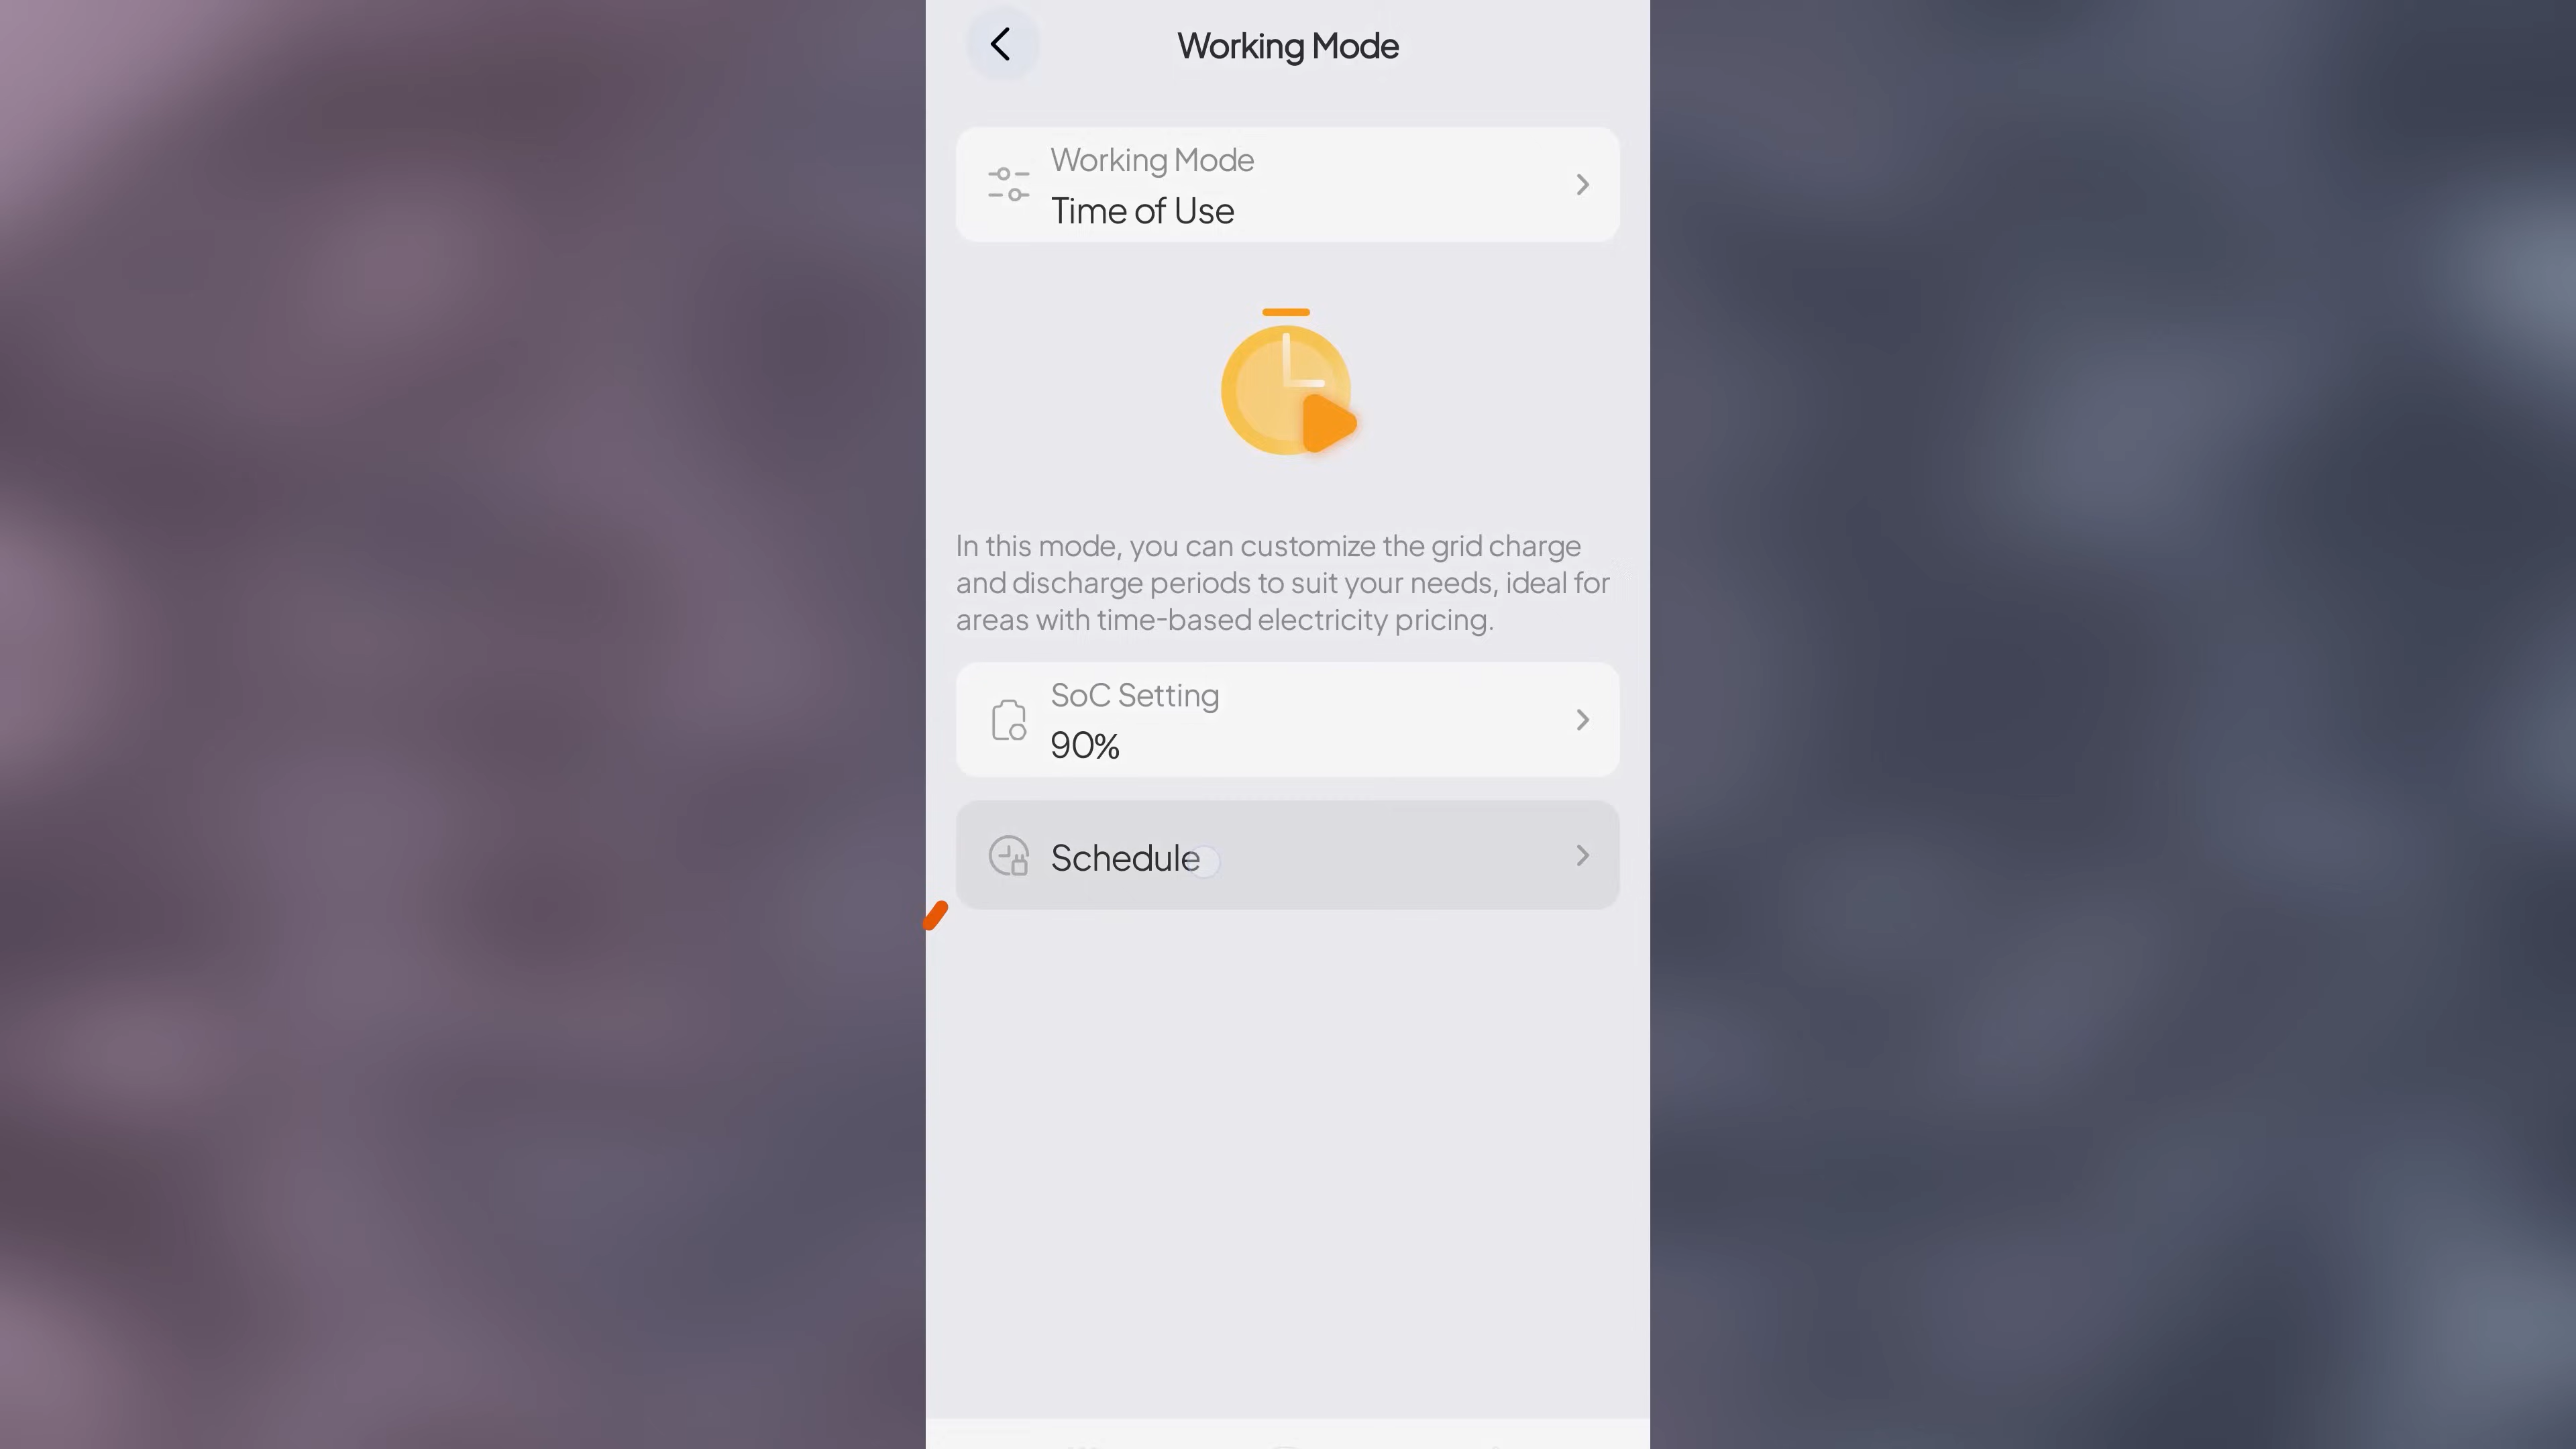 Working Mode
Working Mode
Time of Use
In this mode, you can customize the grid charge
and discharge periods to suit your needs, ideal for
areas with time-based electricity pricing.
SoC Setting
90%
Schedule